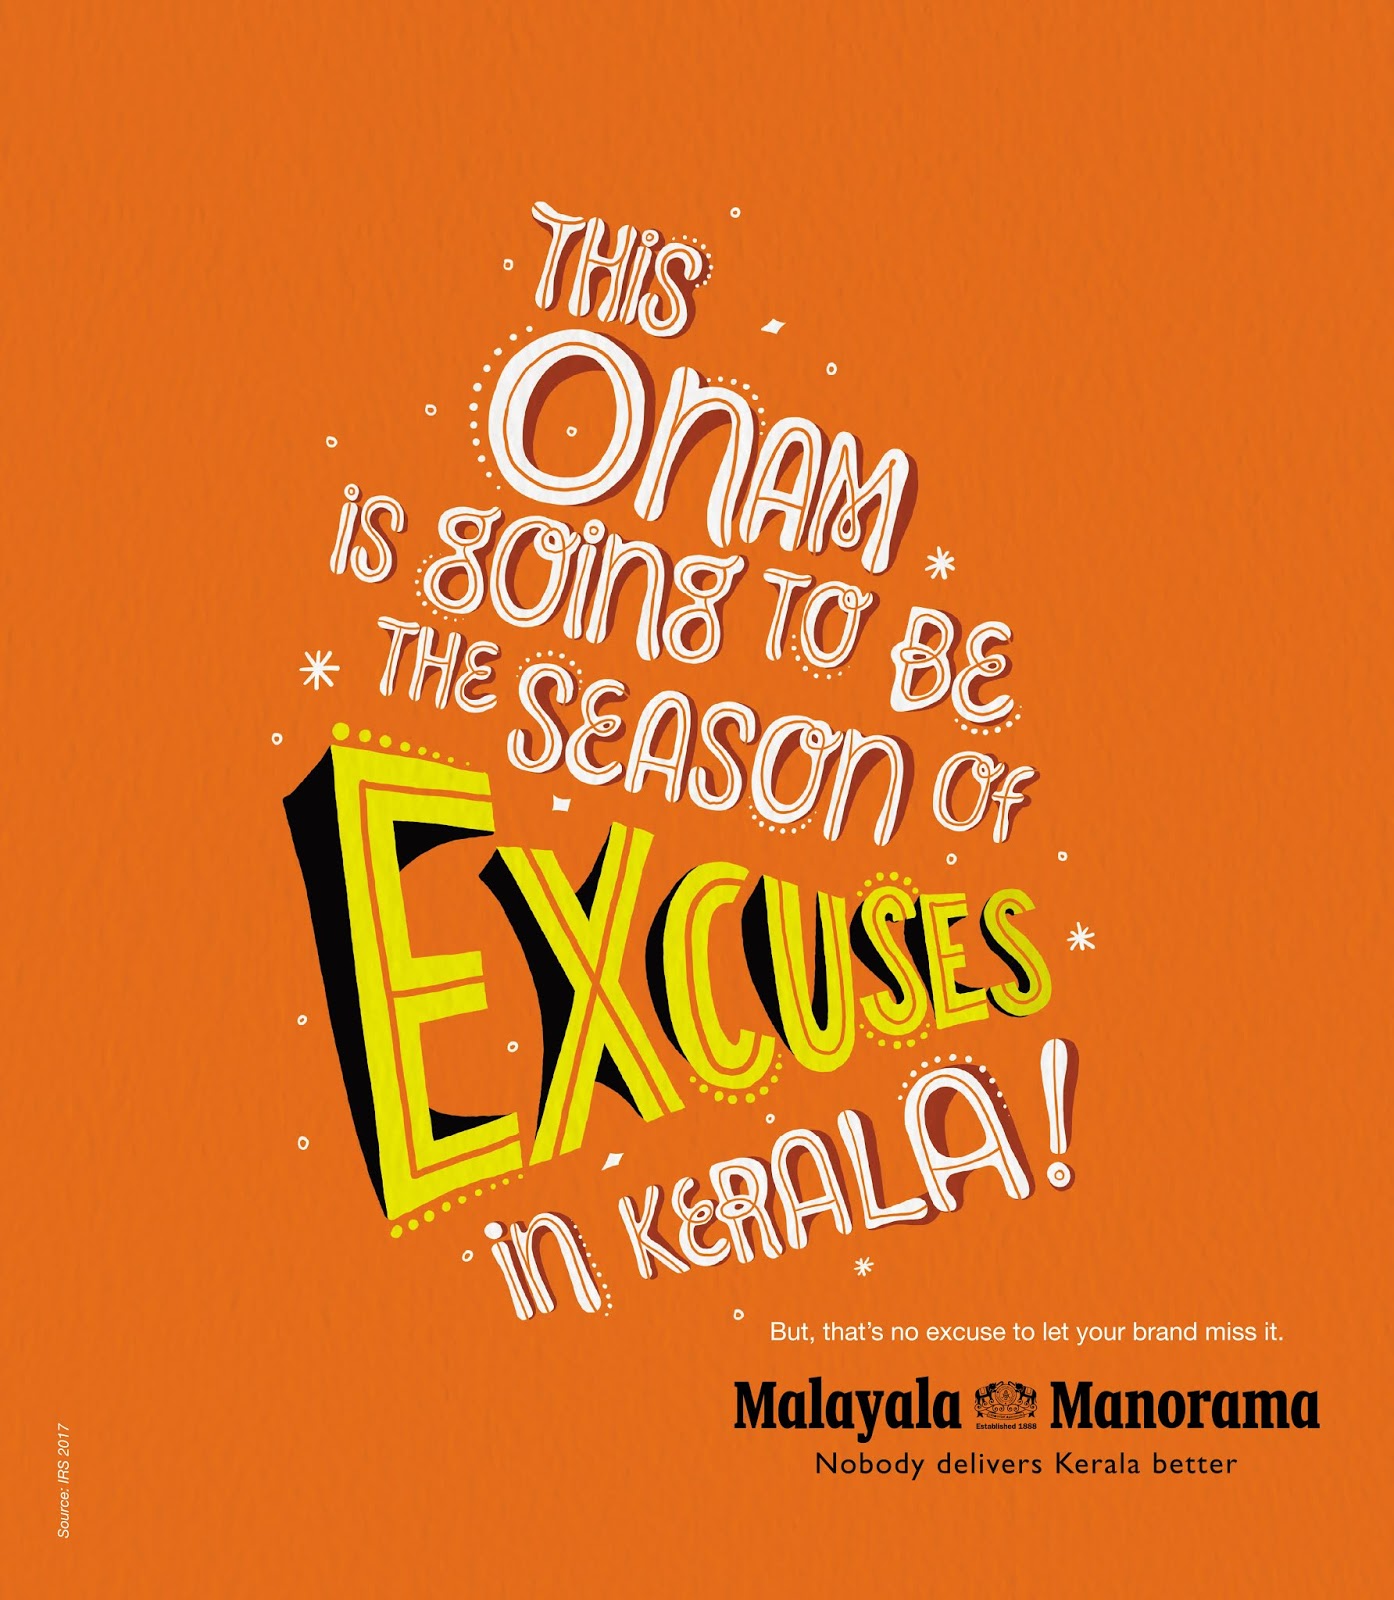 THIS
ONAM
is going TO BE
THE SEASON Of
EXCUSES
in KERALA!
But, that's no excuse to let your brand miss it.
Malayala Manorama
Established 1888
Nobody delivers Kerala better
Source: IRS 2017